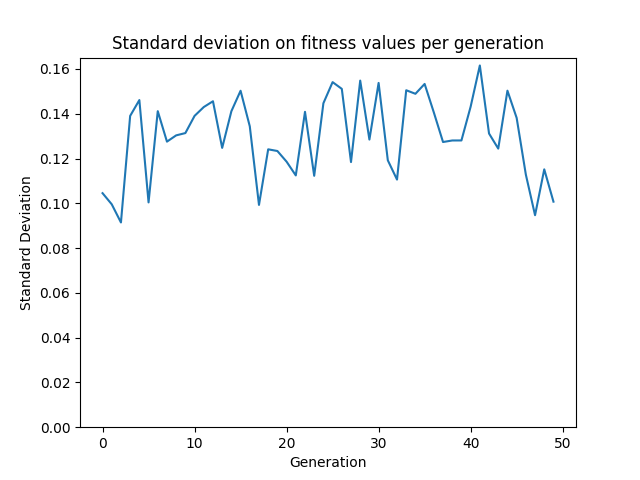 Standard deviation on fitness values per generation
0.16
0.14
0.12
0.10
0.08
0.06
0.04
0.02
0.00
Standard Deviation
0 10 20 30 40 50
Generation